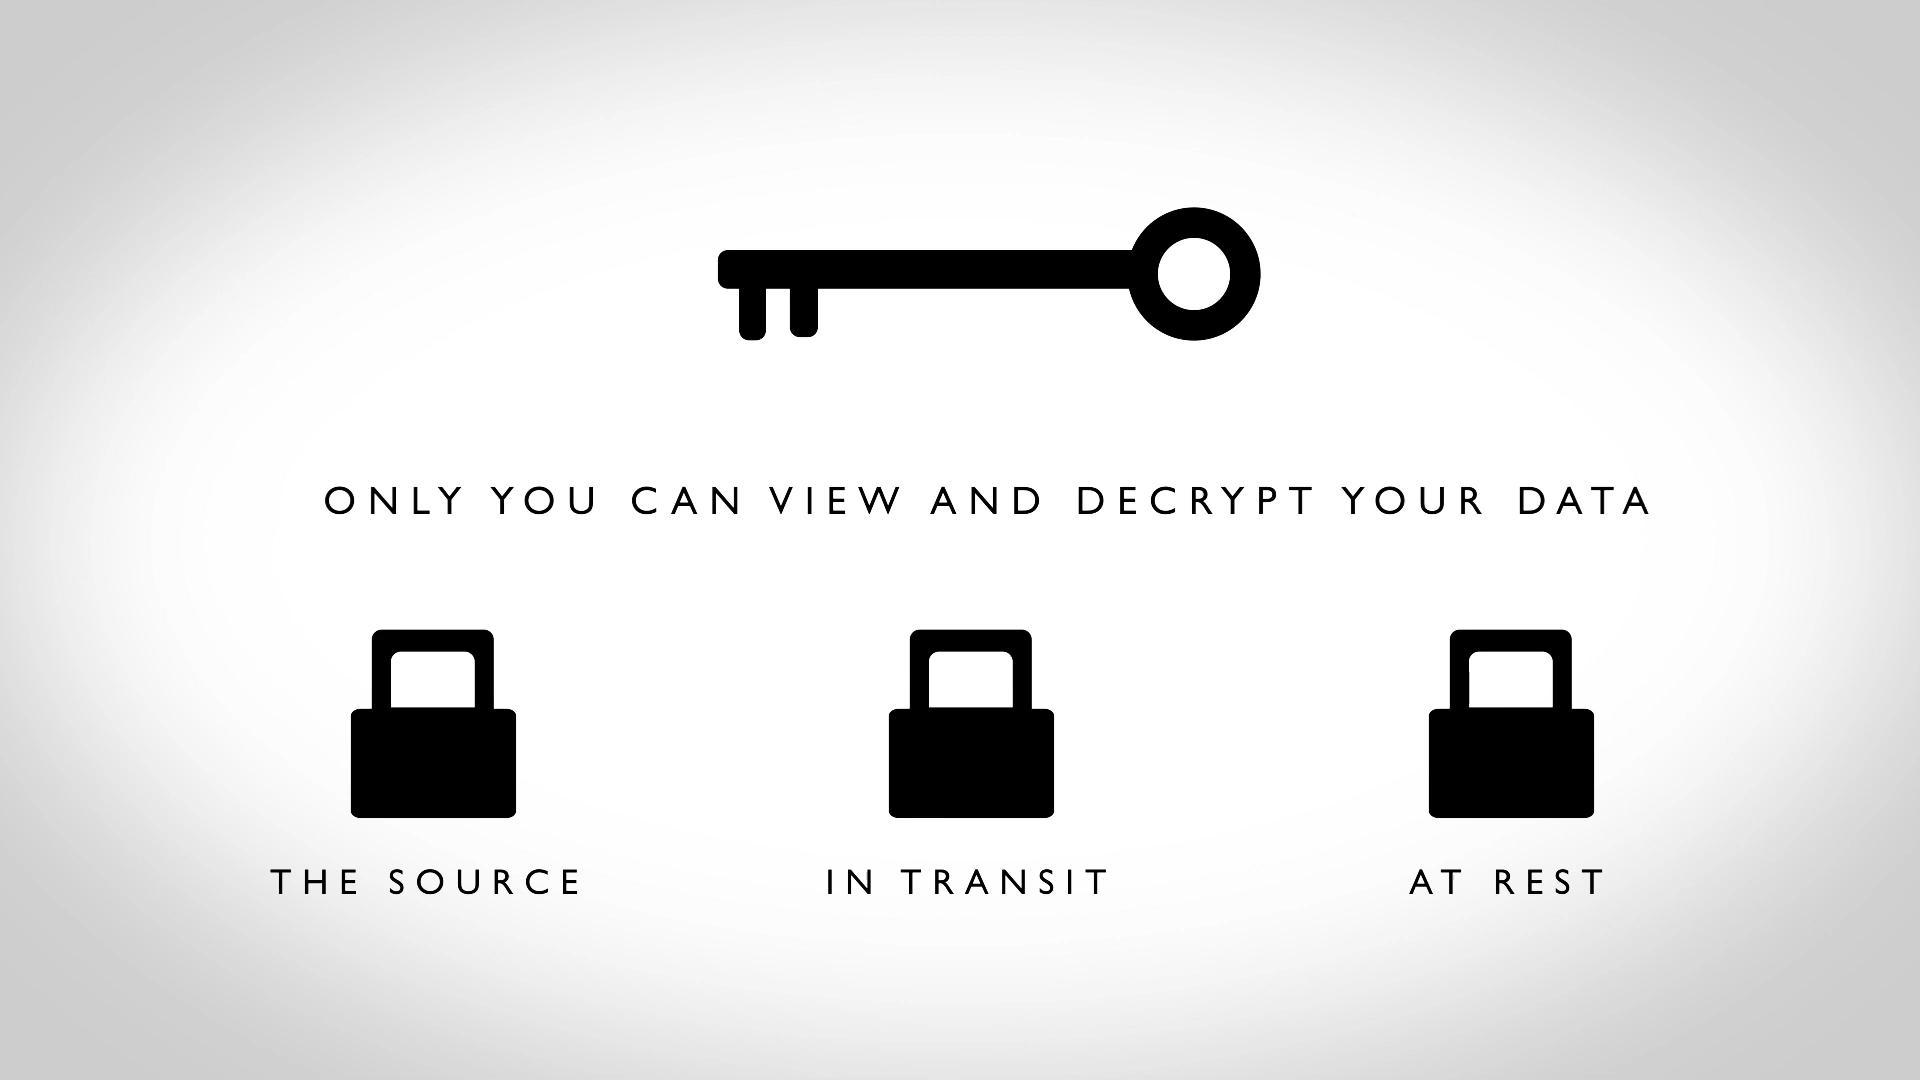 ONLY YOU CAN VIEW AND DECRYPT YOUR DATA
THE SOURCE
IN TRANSIT
AT REST